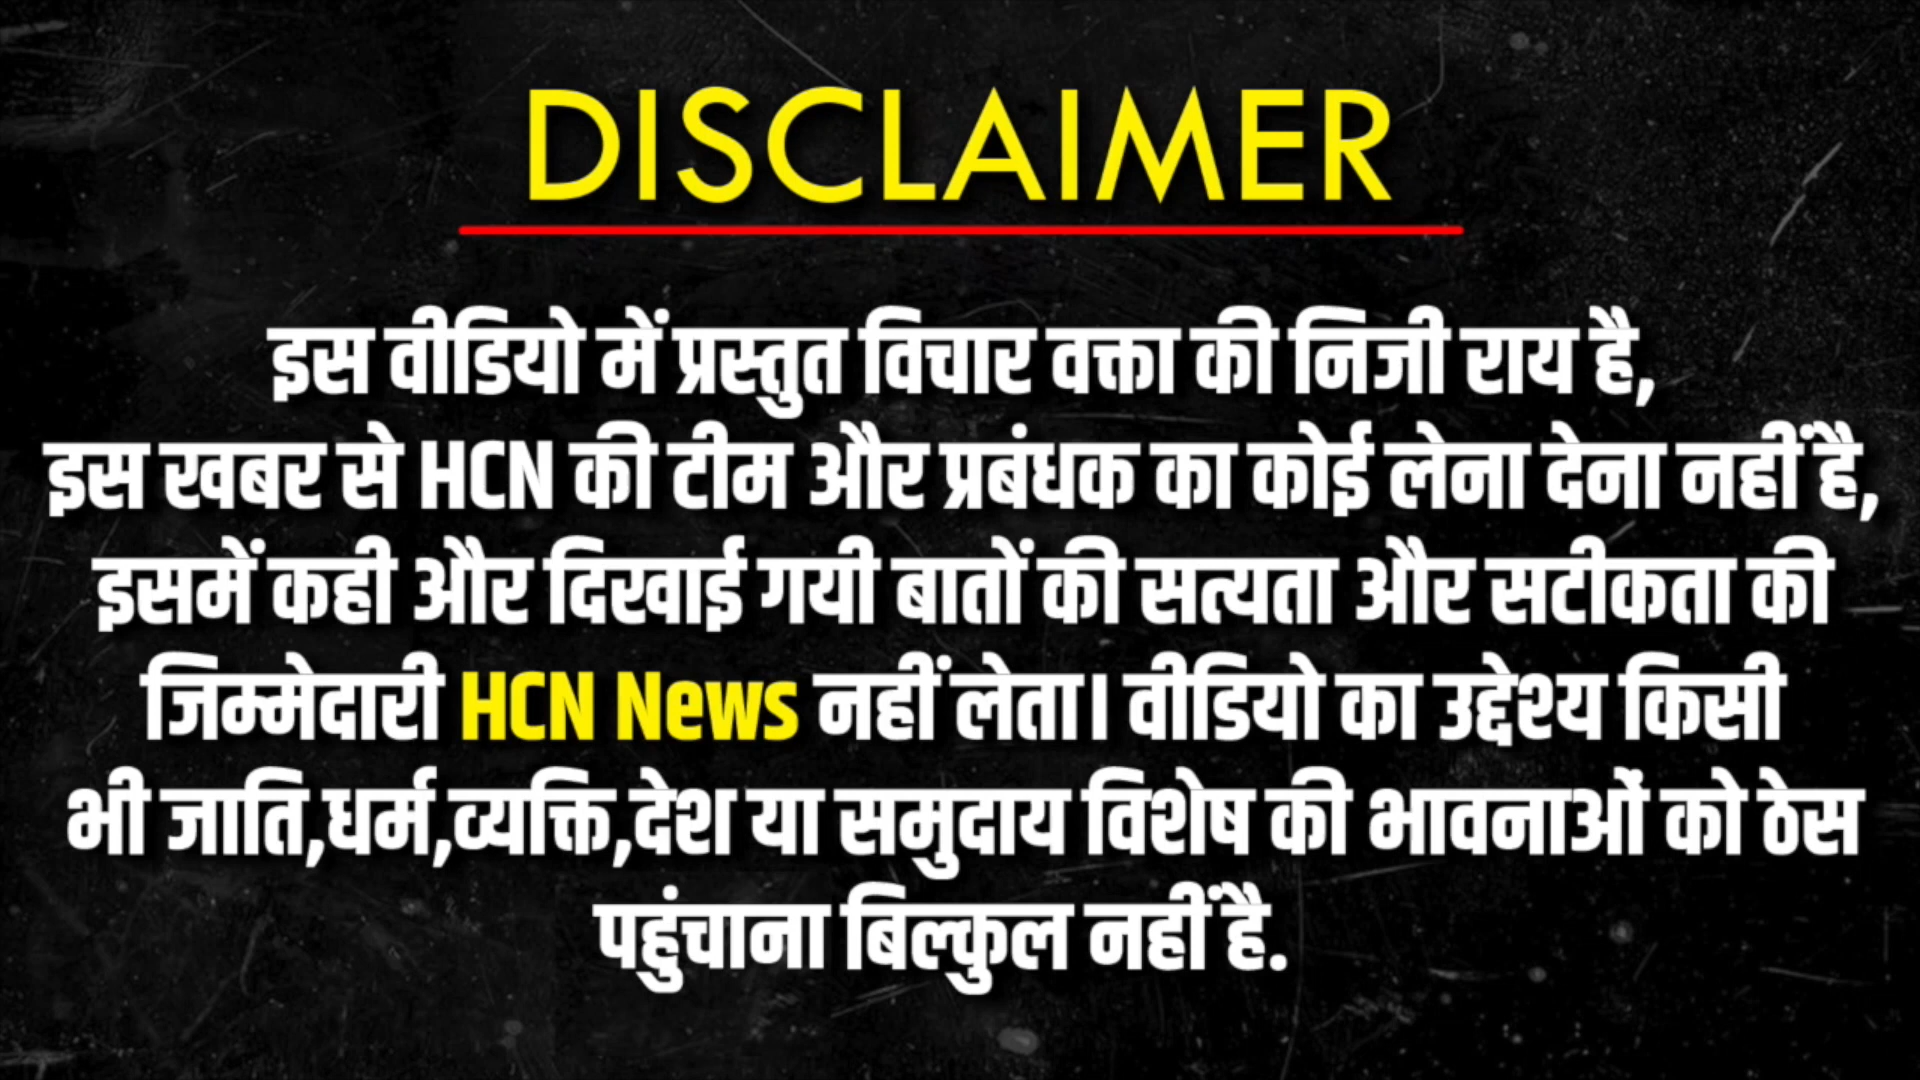 DISCLAIMER
इस वीडियो में प्रस्तुत विचार वक्ता की निजी राय है,
इस खबर से HCN की टीम और प्रबंधक का कोई लेना देना नहीं है,
इसमें कही और दिखाई गयी बातों की सत्यता और सटीकता की
जिम्मेदारी HCN News नहीं लेता। वीडियो का उद्देश्य किसी
भी जाति,धर्म,व्यक्ति,देश या समुदाय विशेष की भावनाओं को ठेस
पहुंचाना बिल्कुल नहीं है.